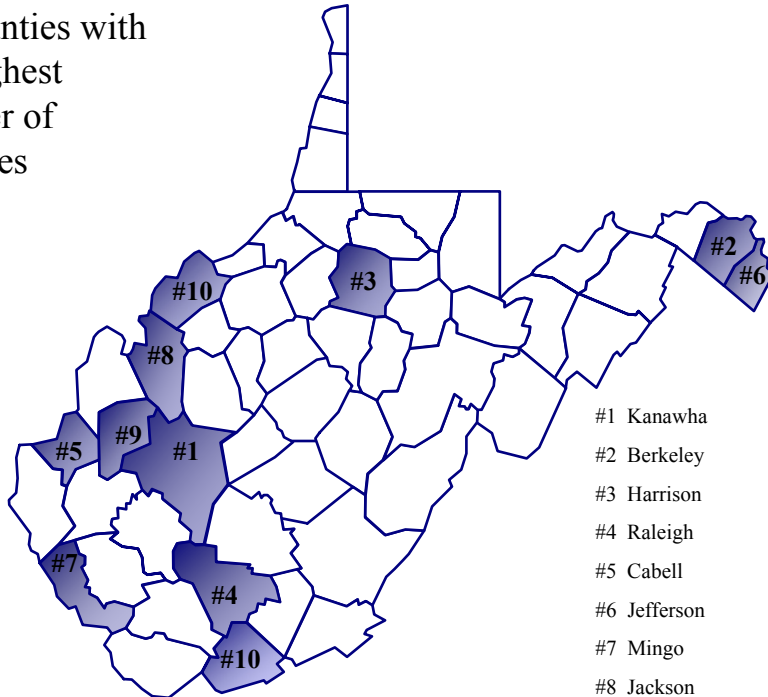 nties with
ghest
r of
es
#2
#6
#3
#10
#8
#9
#5
#1
#7
#4
#10
#1 Kanawha
#2 Berkeley
#3 Harrison
#4 Raleigh
#5 Cabell
#6 Jefferson
#7 Mingo
#8 Jackson